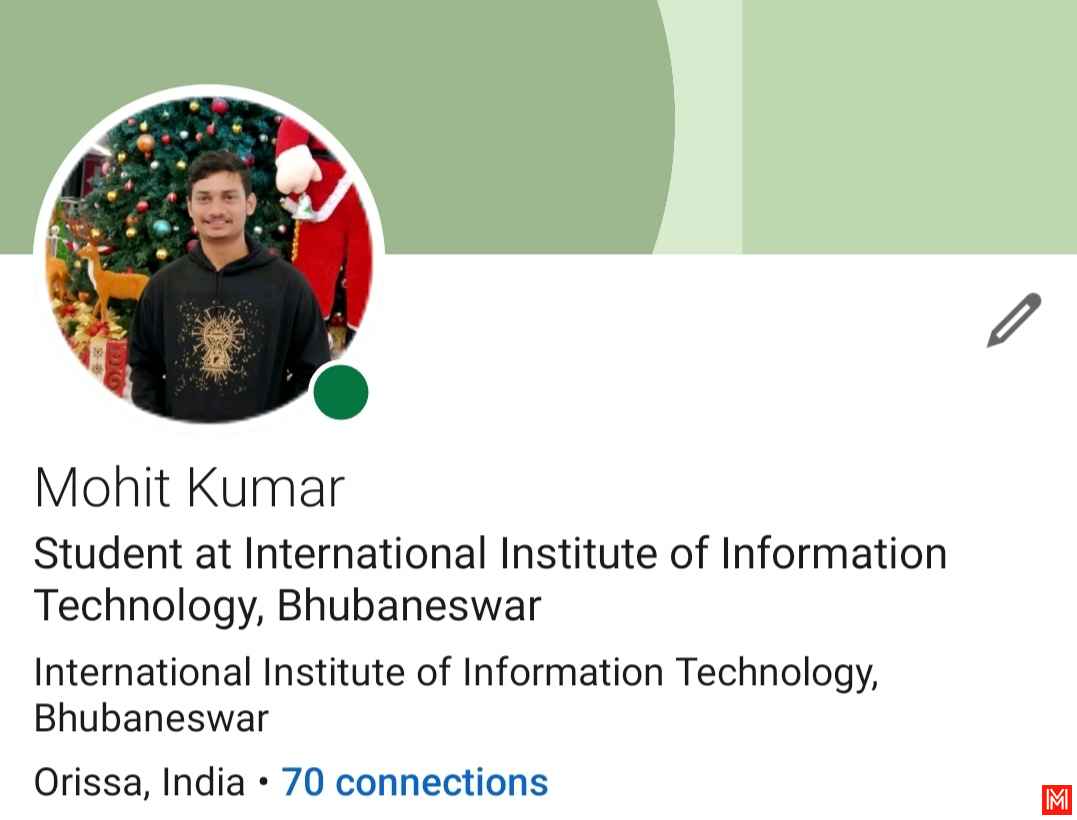 Mohit Kumar
Student at International Institute of Information
Technology, Bhubaneswar
International Institute of Information Technology,
Bhubaneswar
Orissa, India • 70 connections
M